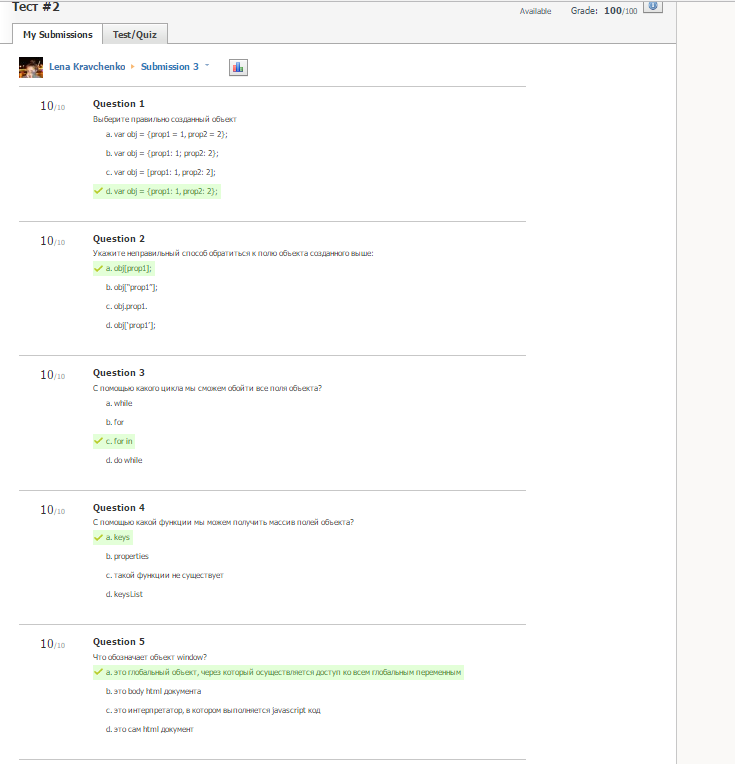 Тест #2
Available Grade: 100/100
My Submissions Test/Quiz
Lena Kravchenko Submission 3
10/10 Question 1
Выберите правильно созданный объект
a. var obj = {prop1 = 1, prop2 = 2};
b. var obj = {prop1: 1; prop2: 2};
c. var obj = [prop1: 1, prop2: 2];
d. var obj = {prop1: 1, prop2: 2};
10/10 Question 2
Укажите неправильный способ обратиться к полю объекта созданного выше:
a. obj[prop1];
b. obj["prop1"];
c. obj.prop1.
d. obj['prop1'];
10/10 Question 3
С помощью какого цикла мы сможем обойти все поля объекта?
a. while
b. for
c. for in
d. do while
10/10 Question 4
С помощью какой функции мы можем получить массив полей объекта?
a. keys
b. properties
c. такой функции не существует
d. keysList
10/10 Question 5
Что обозначает объект window?
a. это глобальный объект, через который осуществляется доступ ко всем глобальным переменным
b. это body html документа
c. это интерпретатор, в котором выполняется javascript код
d. это сам html документ